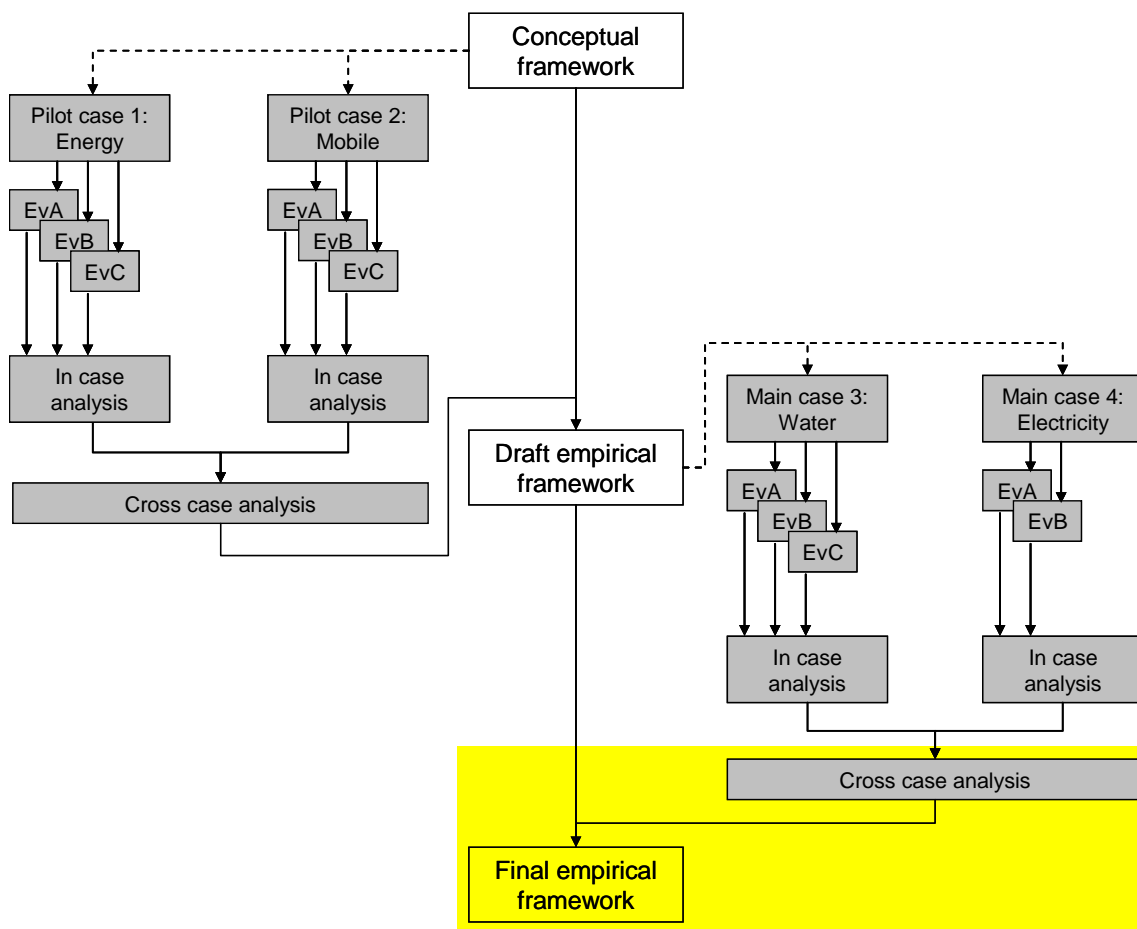 Conceptual
framework
Pilot case 1:
Energy
Pilot case 2:
Mobile
EvA
EvB
EvC
EvA
EvB
EvC
In case
analysis
In case
analysis
Cross case analysis
Draft empirical
framework
Main case 3:
Water
Main case 4:
Electricity
EvA
EvB
EvC
EvA
EvB
In case
analysis
In case
analysis
Cross case analysis
Final empirical
framework